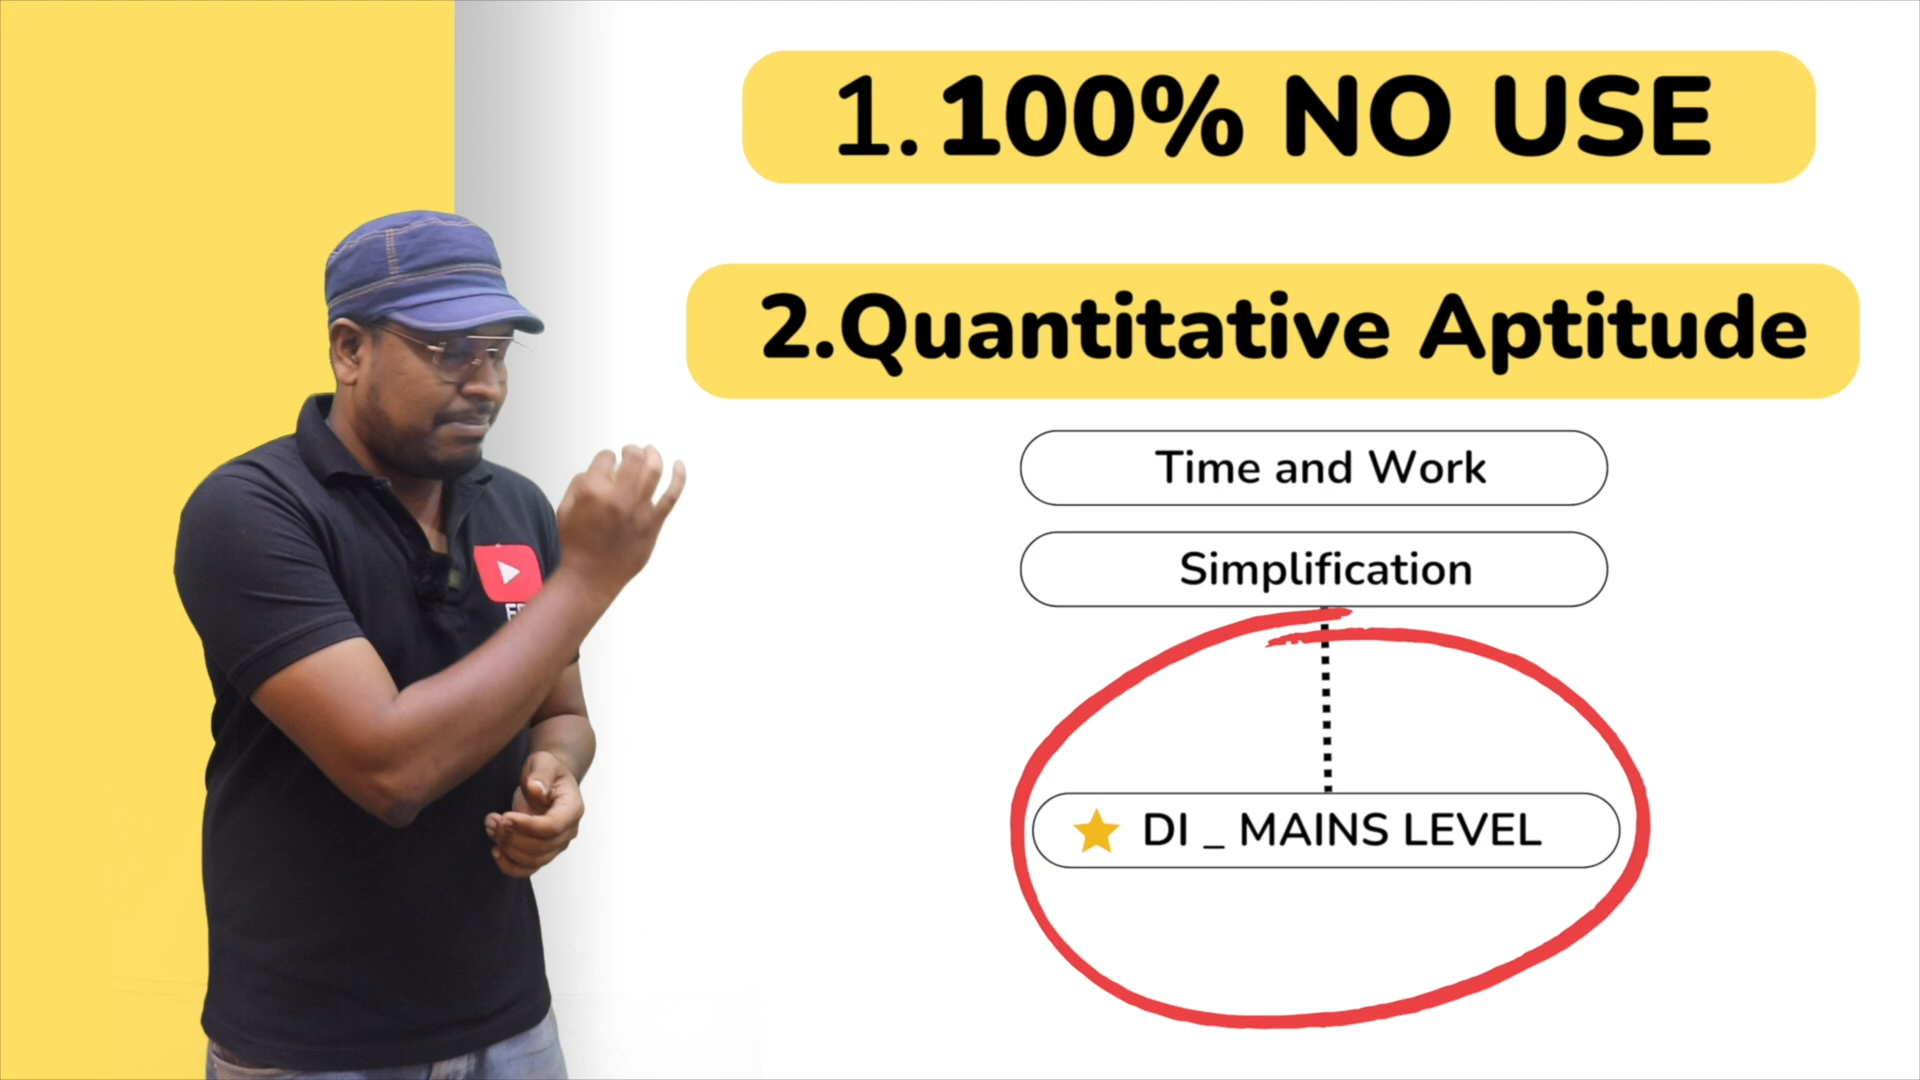 1. 100% NO USE
2.Quantitative Aptitude
Time and Work
Simplification
DI _ MAINS LEVEL